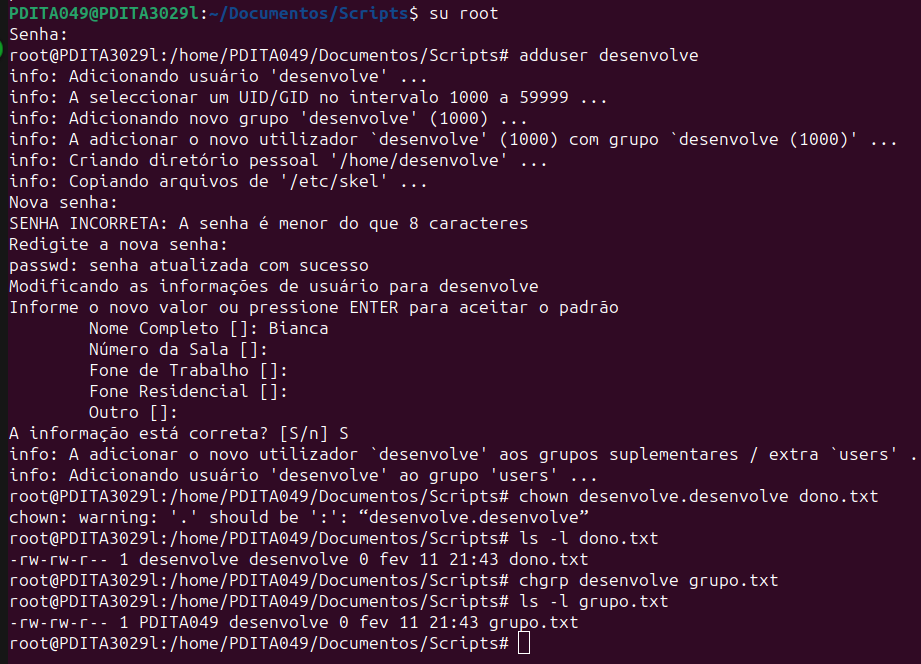 PDITA049@PDITA3029l:~/Documentos/Scripts$ su root
Senha:
root@PDITA3029l:/home/PDITA049/Documentos/Scripts# adduser desenvolve
info: Adicionando usuário 'desenvolve' ...
info: A seleccionar um UID/GID no intervalo 1000 a 59999 ...
info: Adicionando novo grupo 'desenvolve' (1000) ...
info: A adicionar o novo utilizador `desenvolve' (1000) com grupo `desenvolve (1000)' ...
info: Criando diretório pessoal '/home/desenvolve' ...
info: Copiando arquivos de '/etc/skel' ...
Nova senha:
SENHA INCORRETA: A senha é menor do que 8 caracteres
Redigite a nova senha:
passwd: senha atualizada com sucesso
Modificando as informações de usuário para desenvolve
Informe o novo valor ou pressione ENTER para aceitar o padrão
Nome Completo []: Bianca
Número da Sala []:
Fone de Trabalho []:
Fone Residencial []:
Outro []:
A informação está correta? [S/n] S
info: A adicionar o novo utilizador `desenvolve' aos grupos suplementares / extra `users' .
info: Adicionando usuário 'desenvolve' ao grupo 'users' ...
root@PDITA3029l:/home/PDITA049/Documentos/Scripts# chown desenvolve.desenvolve dono.txt
chown: warning: '.' should be ':': “desenvolve.desenvolve”
root@PDITA3029l:/home/PDITA049/Documentos/Scripts# ls -l dono.txt
-rw-rw-r-- 1 desenvolve desenvolve 0 fev 11 21:43 dono.txt
root@PDITA3029l:/home/PDITA049/Documentos/Scripts# chgrp desenvolve grupo.txt
root@PDITA3029l:/home/PDITA049/Documentos/Scripts# ls -l grupo.txt
-rw-rw-r-- 1 PDITA049 desenvolve 0 fev 11 21:43 grupo.txt
root@PDITA3029l:/home/PDITA049/Documentos/Scripts#